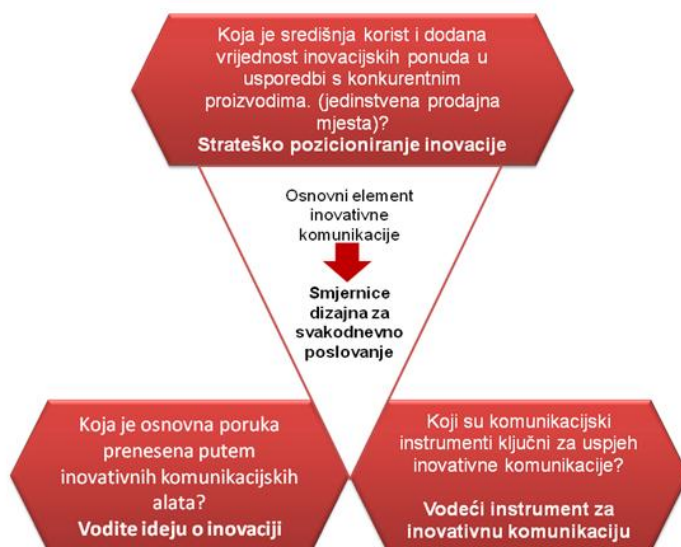 Koja je središnja korist i dodana
vrijednost inovacijskih ponuda u
usporedbi s konkurentnim
proizvodima. (jedinstvena prodajna
mjesta)?
Strateško pozicioniranje inovacije
Osnovni element
inovativne
komunikacije
Smjernice
dizajna za
svakodnevno
poslovanje
Koja je osnovna poruka
prenesena putem
inovativnih komunikacijskih
alata?
Vodite ideju o inovaciji
Koji su komunikacijski
instrumenti ključni za uspjeh
inovativne komunikacije?
Vodeći instrument za
inovativnu komunikaciju